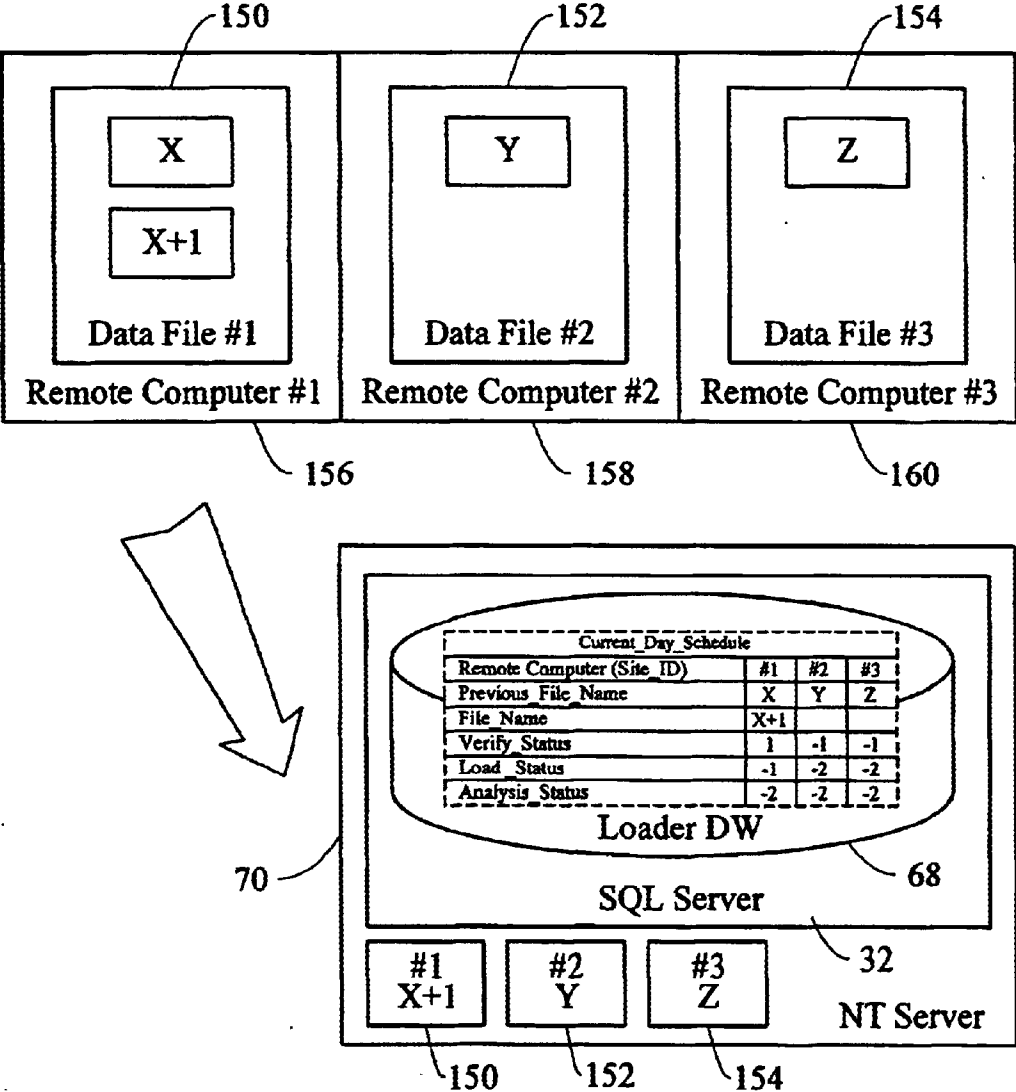 150 152 154
X Y Z
X+1
Data File #1 Data File #2 Data File #3
Remote Computer #1 Remote Computer #2 Remote Computer #3
156 158 160
Current_Day_Schedule
Remote Computer (Site_ID) #1 #2 #3
Previous_File_Name X Y Z
File_Name X+1
Verify_Status 1 -1 -1
Load_Status -1 -2 -2
Analysis_Status -2 -2 -2
Loader DW
70 68
SQL Server
32
#1 #2 #3
X+1 Y Z
NT Server
150 152 154